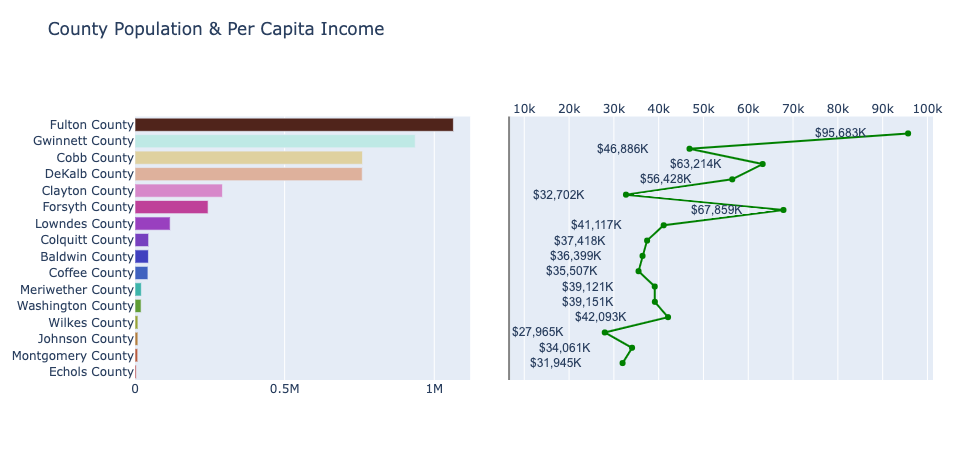 County Population & Per Capita Income
10k 20k 30k 40k 50k 60k 70k 80k 90k 100k
Fulton County $95,683K
Gwinnett County $46,886K
Cobb County $63,214K
DeKalb County $56,428K
Clayton County $32,702K
Forsyth County $67,859K
Lowndes County $41,117K
Colquitt County $37,418K
Baldwin County $36,399K
Coffee County $35,507K
Meriwether County $39,121K
Washington County $39,151K
Wilkes County $42,093K
Johnson County $27,965K
Montgomery County $34,061K
Echols County $31,945K
0 0.5M 1M